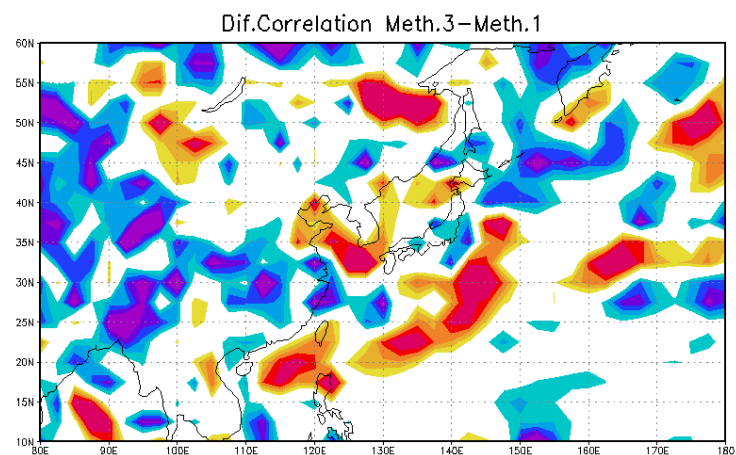 Dif.Correlation Meth.3−Meth.1
60N
55N
50N
45N
40N
35N
30N
25N
20N
15N
10N
80E 90E 100E 110E 120E 130E 140E 150E 160E 170E 180